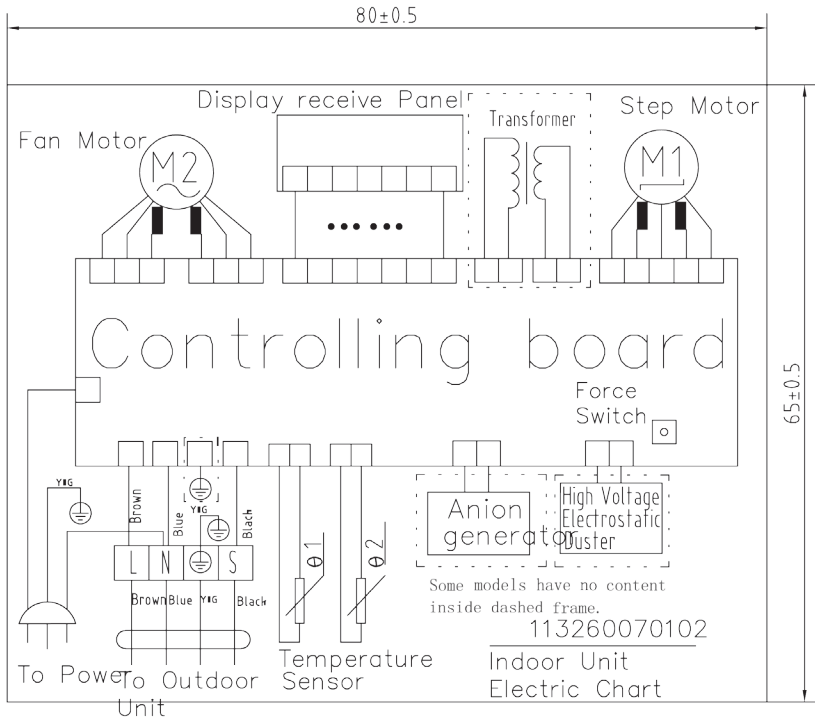 80±0.5
Display receive Panel
Transformer
Step Motor
Fan Motor
M2
M1
Controlling board
65±0.5
Force
Switch
Y#G
Brown
Blue
Y#G
Black
L N S
Brown Blue Y#G Black
θ1
θ2
Anion
generator
High Voltage
Electrostatic
Duster
Some models have no content
inside dashed frame.
113260070102
To Power
To Outdoor
Unit
Temperature
Sensor
Indoor Unit
Electric Chart